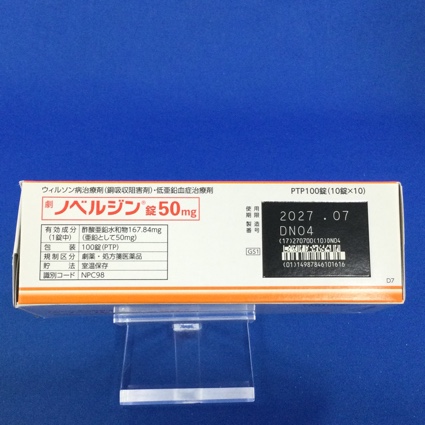 ウィルソン病治療剤(銅吸収阻害剤)・低亜鉛血症治療剤
PTP100錠(10錠×10)
劇 ノベルジン®錠50mg
有効成分(1錠中) 酢酸亜鉛水和物167.84mg(亜鉛として50mg)
包装 100錠(PTP)
規制区分 劇薬・処方箋医薬品
貯法 室温保存
識別コード NPC98
使用期限 2027.07
製造番号 DN04
(17)270700(10)DN04
GS1
(01)14987846101616
07